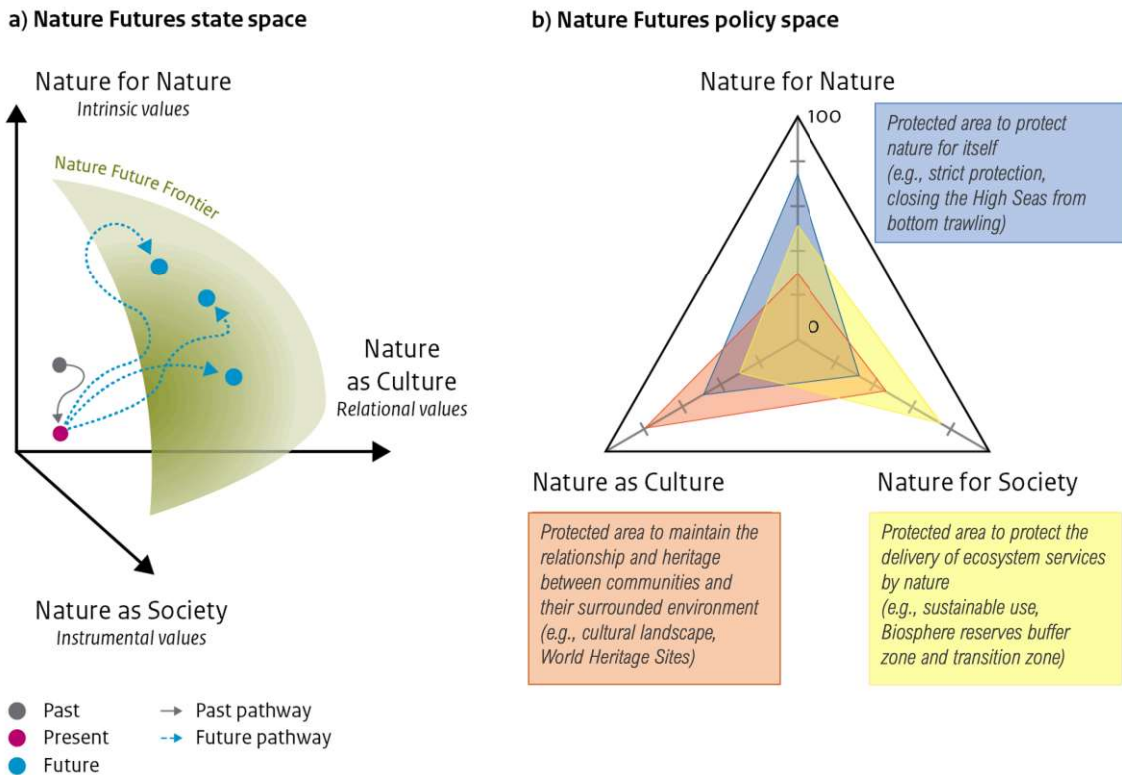 a) Nature Futures state space
Nature for Nature
Intrinsic values
Nature Future Frontier
Nature
as Culture
Relational values
Nature as Society
Instrumental values
Past
Present
Future
Past pathway
Future pathway
b) Nature Futures policy space
Nature for Nature
100
0
Protected area to protect
nature for itself
(e.g., strict protection,
closing the High Seas from
bottom trawling)
Nature as Culture
Protected area to maintain the
relationship and heritage
between communities and
their surrounded environment
(e.g., cultural landscape,
World Heritage Sites)
Nature for Society
Protected area to protect the
delivery of ecosystem services
by nature
(e.g., sustainable use,
Biosphere reserves buffer
zone and transition zone)